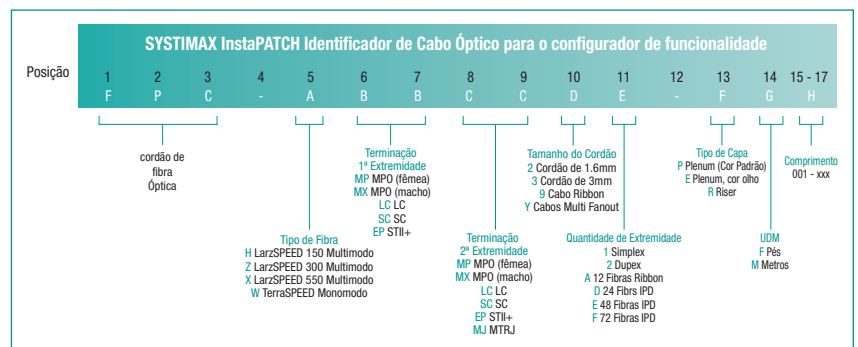 SYSTIMAX InstaPATCH Identificador de Cabo Óptico para o configurador de funcionalidade
Posição
1 2 3 4 5 6 7 8 9 10 11 12 13 14 15 - 17
F P C - A B B C C D E - F G H
cordão de
fibra
Óptica
Tipo de Fibra
H LarzSPEED 150 Multimodo
Z LarzSPEED 300 Multimodo
X LarzSPEED 550 Multimodo
W TerraSPEED Monomodo
Terminação
1ª Extremidade
MP MPO (fêmea)
MX MPO (macho)
LC LC
SC SC
EP STII+
Terminação
2ª Extremidade
MP MPO (fêmea)
MX MPO (macho)
LC LC
SC SC
EP STII+
MJ MTRJ
Tamanho do Cordão
2 Cordão de 1.6mm
3 Cordão de 3mm
9 Cabo Ribbon
Y Cabos Multi Fanout
Quantidade de Extremidade
1 Simplex
2 Dupex
A 12 Fibras Ribbon
D 24 Fibrs IPD
E 48 Fibras IPD
F 72 Fibras IPD
Tipo de Capa
P Plenum (Cor Padrão)
E Plenum, cor olho
R Riser
UDM
F Pés
M Metros
Comprimento
001 - xxx